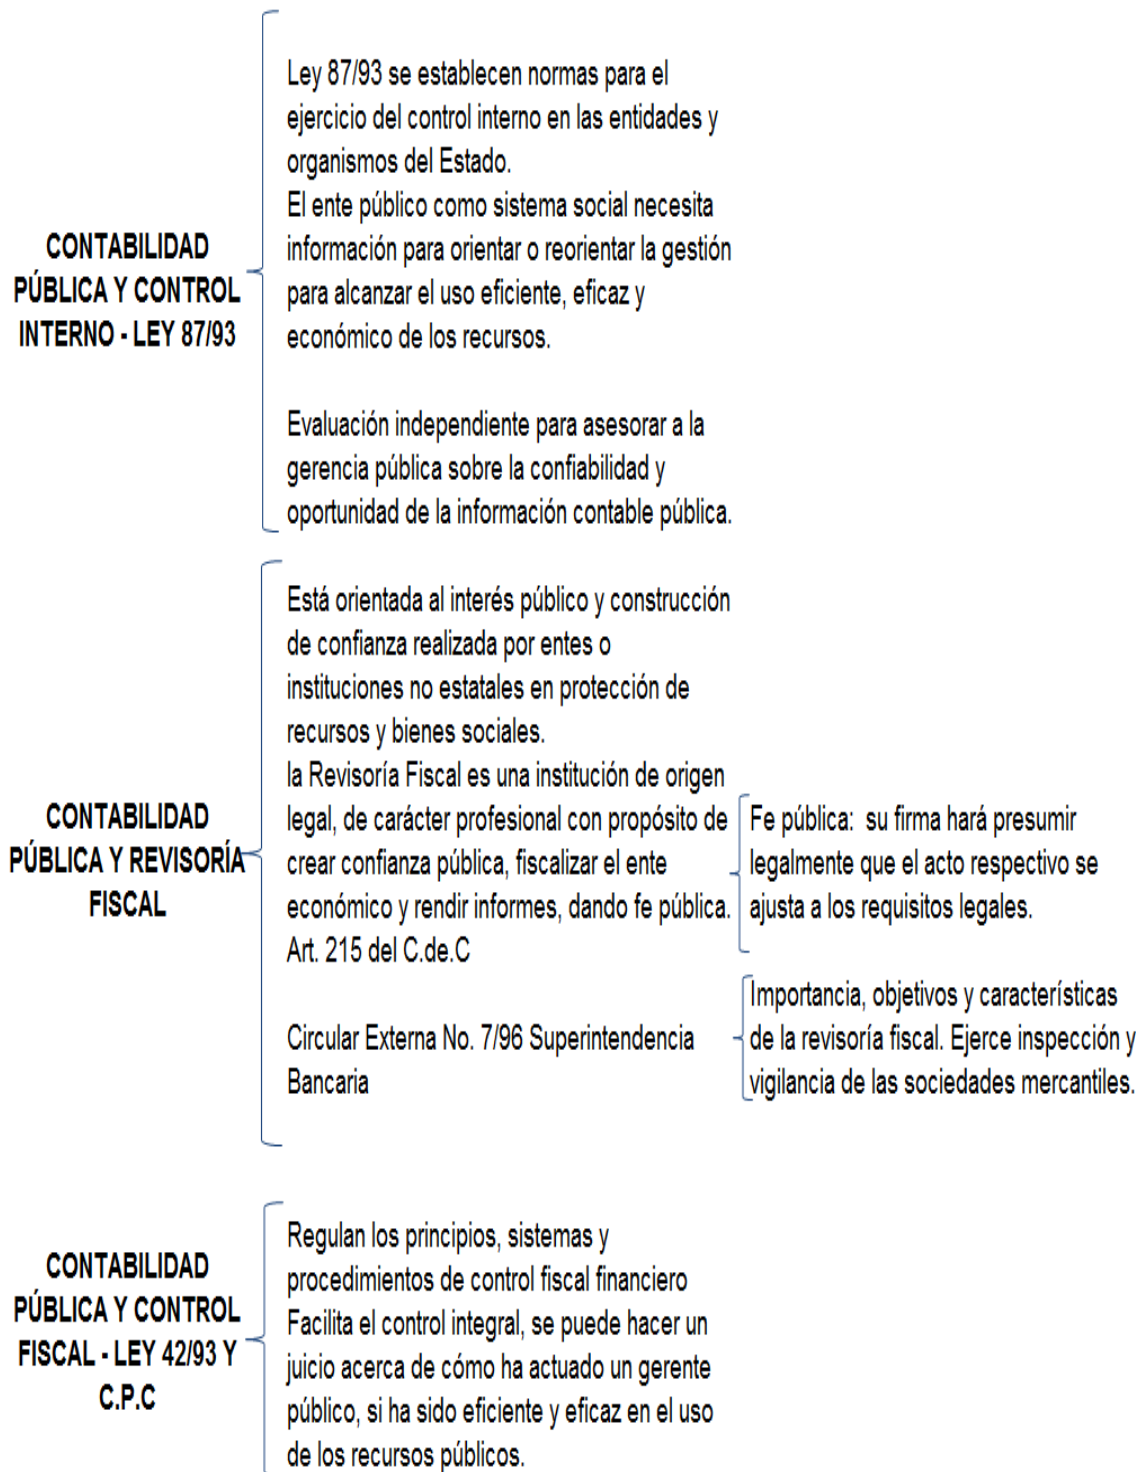 CONTABILIDAD
PÚBLICA Y CONTROL
INTERNO - LEY 87/93
Ley 87/93 se establecen normas para el
ejercicio del control interno en las entidades y
organismos del Estado.
El ente público como sistema social necesita
información para orientar o reorientar la gestión
para alcanzar el uso eficiente, eficaz y
económico de los recursos.
Evaluación independiente para asesorar a la
gerencia pública sobre la confiabilidad y
oportunidad de la información contable pública.
CONTABILIDAD
PÚBLICA Y REVISORÍA
FISCAL
Está orientada al interés público y construcción
de confianza realizada por entes o
instituciones no estatales en protección de
recursos y bienes sociales.
la Revisoría Fiscal es una institución de origen
legal, de carácter profesional con propósito de
crear confianza pública, fiscalizar el ente
económico y rendir informes, dando fe pública.
Art. 215 del C.de.C
Fe pública:  su firma hará presumir
legalmente que el acto respectivo se
ajusta a los requisitos legales.
Circular Externa No. 7/96 Superintendencia
Bancaria
Importancia, objetivos y características
de la revisoría fiscal. Ejerce inspección y
vigilancia de las sociedades mercantiles.
CONTABILIDAD
PÚBLICA Y CONTROL
FISCAL - LEY 42/93 Y
C.P.C
Regulan los principios, sistemas y
procedimientos de control fiscal financiero
Facilita el control integral, se puede hacer un
juicio acerca de cómo ha actuado un gerente
público, si ha sido eficiente y eficaz en el uso
de los recursos públicos.